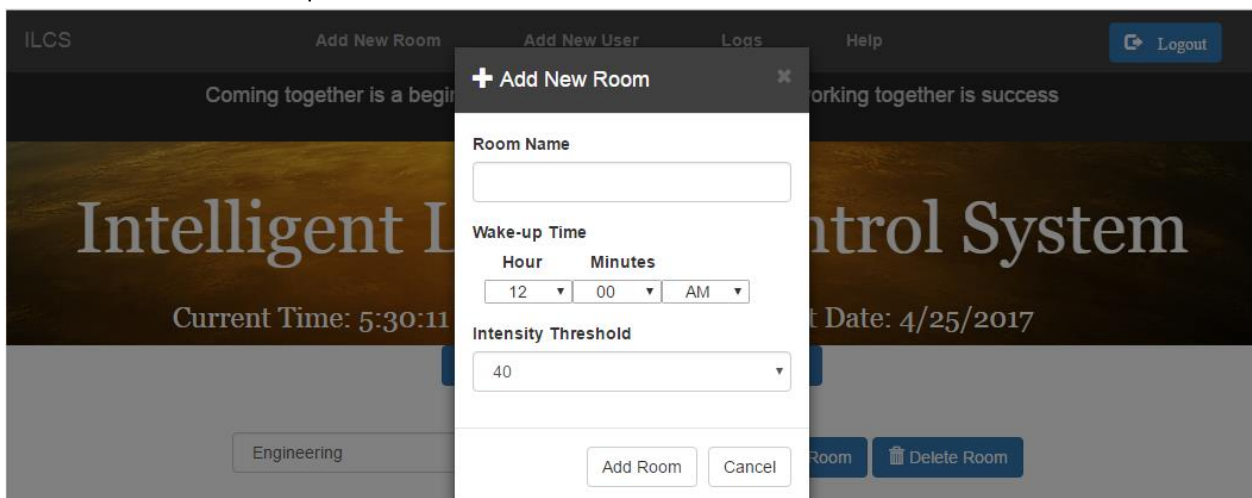 ILCS Add New Room Add New User Logs Help Logout
Coming together is a orking together is success
Add New Room
Room Name
Wake-up Time
Hour Minutes
12 00 AM
Intensity Threshold
40
Add Room Cancel
Intelligent ntrol System
Current Time: 5:30:11 t Date: 4/25/2017
Engineering Room Delete Room